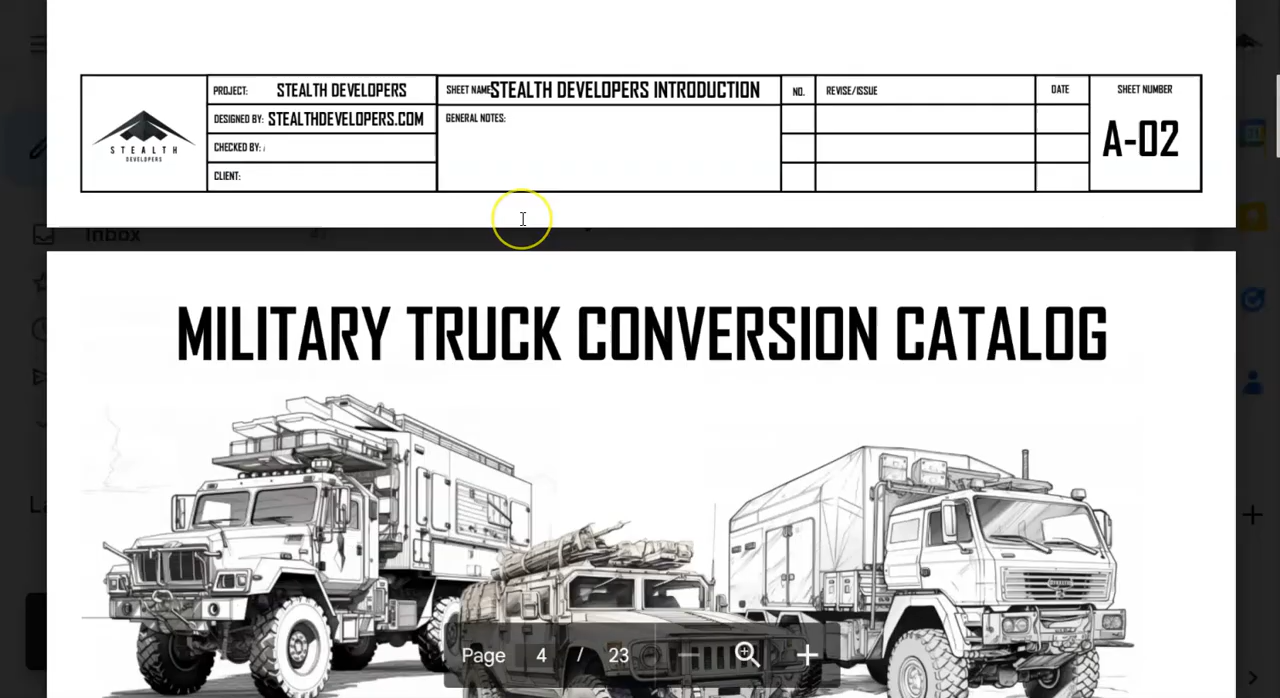 PROJECT: STEALTH DEVELOPERS
DESIGNED BY: STEALTHDEVELOPERS.COM
CHECKED BY:
CLIENT:
STEALTH
DEVELOPERS
SHEET NAME STEALTH DEVELOPERS INTRODUCTION
GENERAL NOTES:
NO. REVISE/ISSUE DATE
SHEET NUMBER
A-02
Inbox
MILITARY TRUCK CONVERSION CATALOG
Page 4 / 23